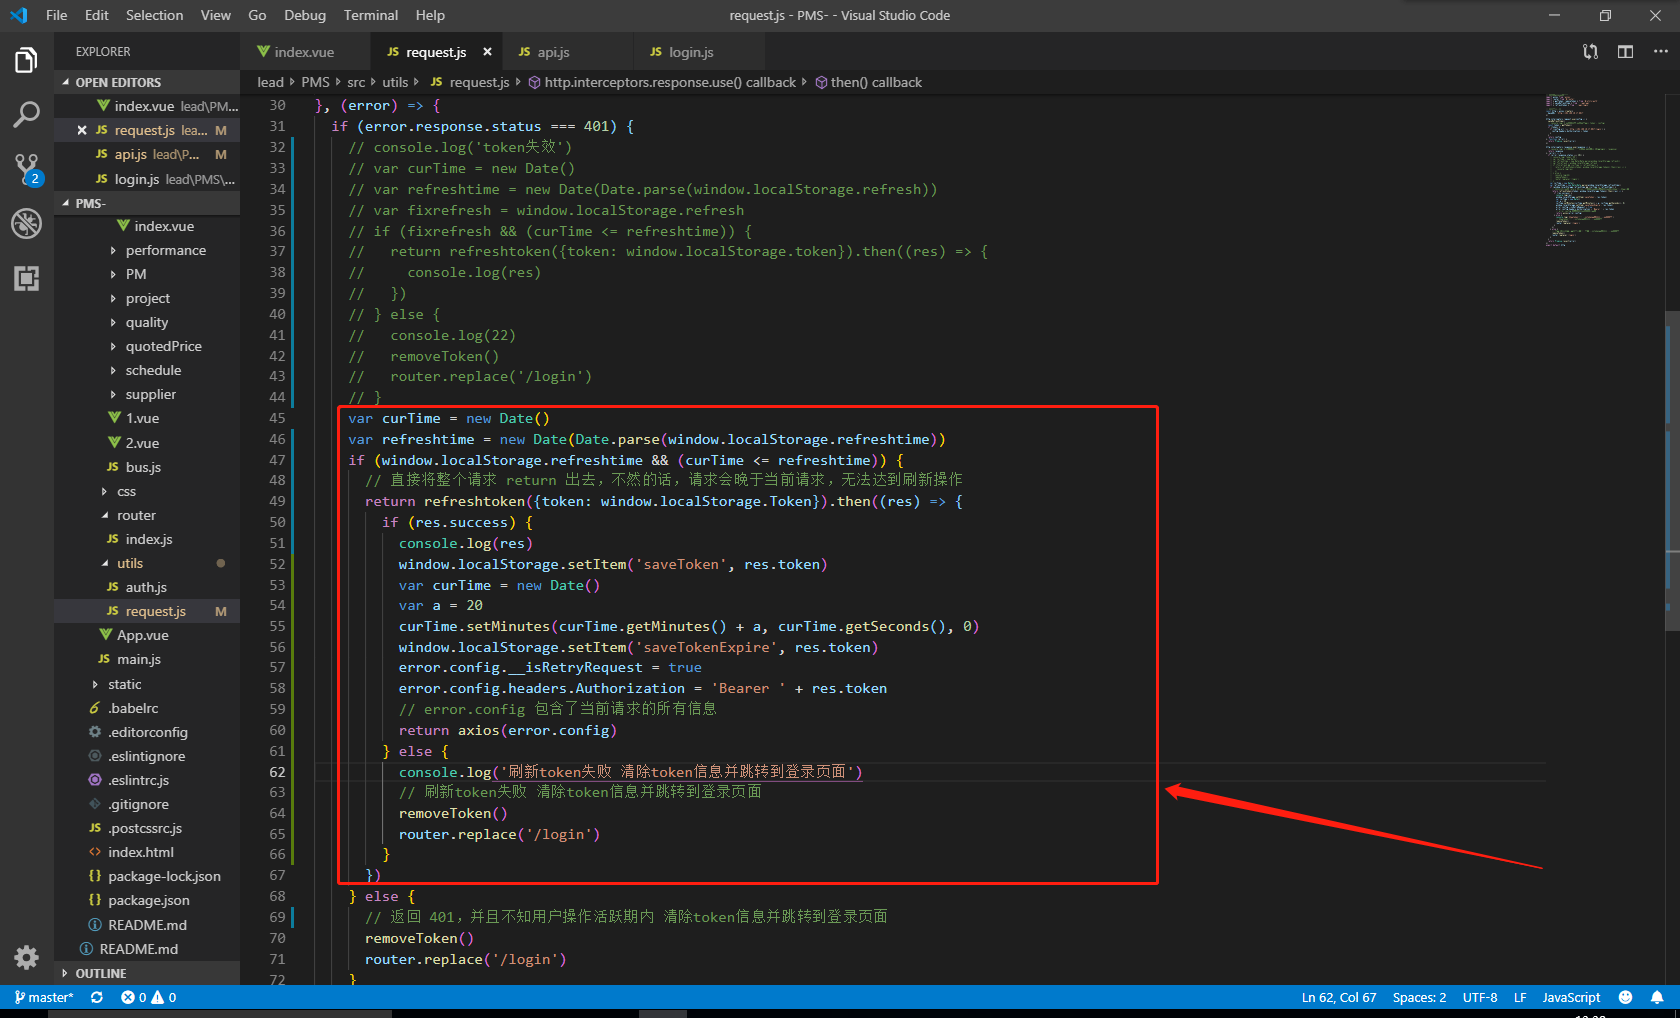 File Edit Selection View Go Debug Terminal Help
request.js - PMS- - Visual Studio Code
EXPLORER
index.vue
JS request.js
JS api.js
JS login.js
OPEN EDITORS
index.vue lead\PM...
JS request.js lea... M
JS api.js lead\P... M
JS login.js lead\PMS\...
PMS-
index.vue
performance
PM
project
quality
quotedPrice
schedule
supplier
1.vue
2.vue
JS bus.js
css
router
JS index.js
utils
JS auth.js
JS request.js M
App.vue
JS main.js
static
.babelrc
.editorconfig
.eslintignore
.eslintrc.js
.gitignore
JS .postcssrc.js
index.html
package-lock.json
package.json
README.md
README.md
OUTLINE
2
lead PMS src utils JS request.js http.interceptors.response.use() callback then() callback
30 }, (error) => {
31 if (error.response.status === 401) {
32 // console.log('token失效')
33 // var curTime = new Date()
34 // var refreshtime = new Date(Date.parse(window.localStorage.refresh))
35 // var fixrefresh = window.localStorage.refresh
36 // if (fixrefresh && (curTime <= refreshtime)) {
37 // return refreshtoken({token: window.localStorage.token}).then((res) => {
38 // console.log(res)
39 // })
40 // } else {
41 // console.log(22)
42 // removeToken()
43 // router.replace('/login')
44 // }
45 var curTime = new Date()
46 var refreshtime = new Date(Date.parse(window.localStorage.refreshtime))
47 if (window.localStorage.refreshtime && (curTime <= refreshtime)) {
48 // 直接将整个请求 return 出去，不然的话，请求会晚于当前请求，无法达到刷新操作
49 return refreshtoken({token: window.localStorage.Token}).then((res) => {
50 if (res.success) {
51 console.log(res)
52 window.localStorage.setItem('saveToken', res.token)
53 var curTime = new Date()
54 var a = 20
55 curTime.setMinutes(curTime.getMinutes() + a, curTime.getSeconds(), 0)
56 window.localStorage.setItem('saveTokenExpire', res.token)
57 error.config.__isRetryRequest = true
58 error.config.headers.Authorization = 'Bearer ' + res.token
59 // error.config 包含了当前请求的所有信息
60 return axios(error.config)
61 } else {
62 console.log('刷新token失败 清除token信息并跳转到登录页面')
63 // 刷新token失败 清除token信息并跳转到登录页面
64 removeToken()
65 router.replace('/login')
66 }
67 })
68 } else {
69 // 返回 401，并且不知用户操作活跃期内 清除token信息并跳转到登录页面
70 removeToken()
71 router.replace('/login')
72 }
master* 0 0 Ln 62, Col 67 Spaces: 2 UTF-8 LF JavaScript